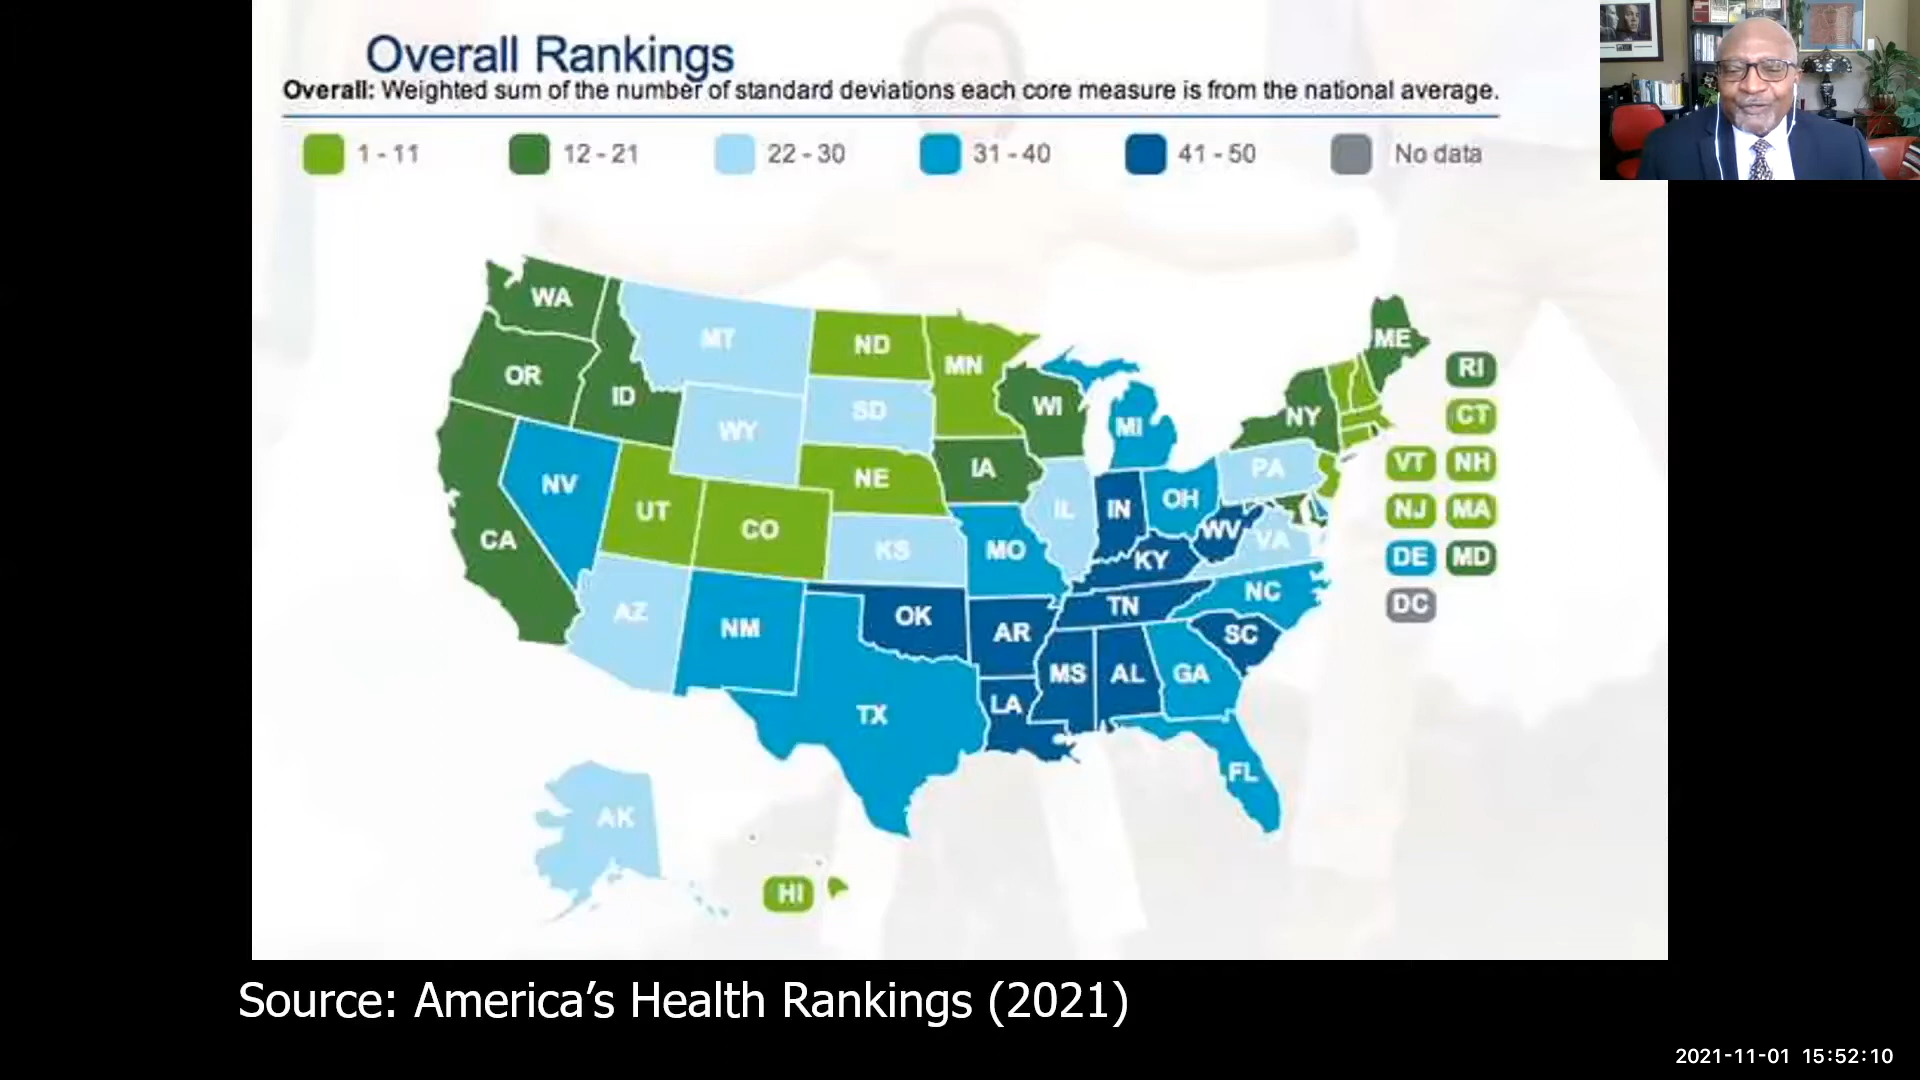 Overall Rankings
Overall: Weighted sum of the number of standard deviations each core measure is from the national average.
1 - 11
12 - 21
22 - 30
31 - 40
41 - 50
No data
WA
MT
ND
MN
ME
OR
ID
WY
SD
WI
MI
NY
RI
CT
NV
UT
CO
NE
IA
IL
IN
OH
PA
VT
NH
NJ
MA
CA
KS
MO
KY
WV
VA
DE
MD
AZ
NM
OK
AR
TN
NC
SC
DC
TX
LA
MS
AL
GA
FL
AK
HI
Source: America’s Health Rankings (2021)
2021-11-01 15:52:10